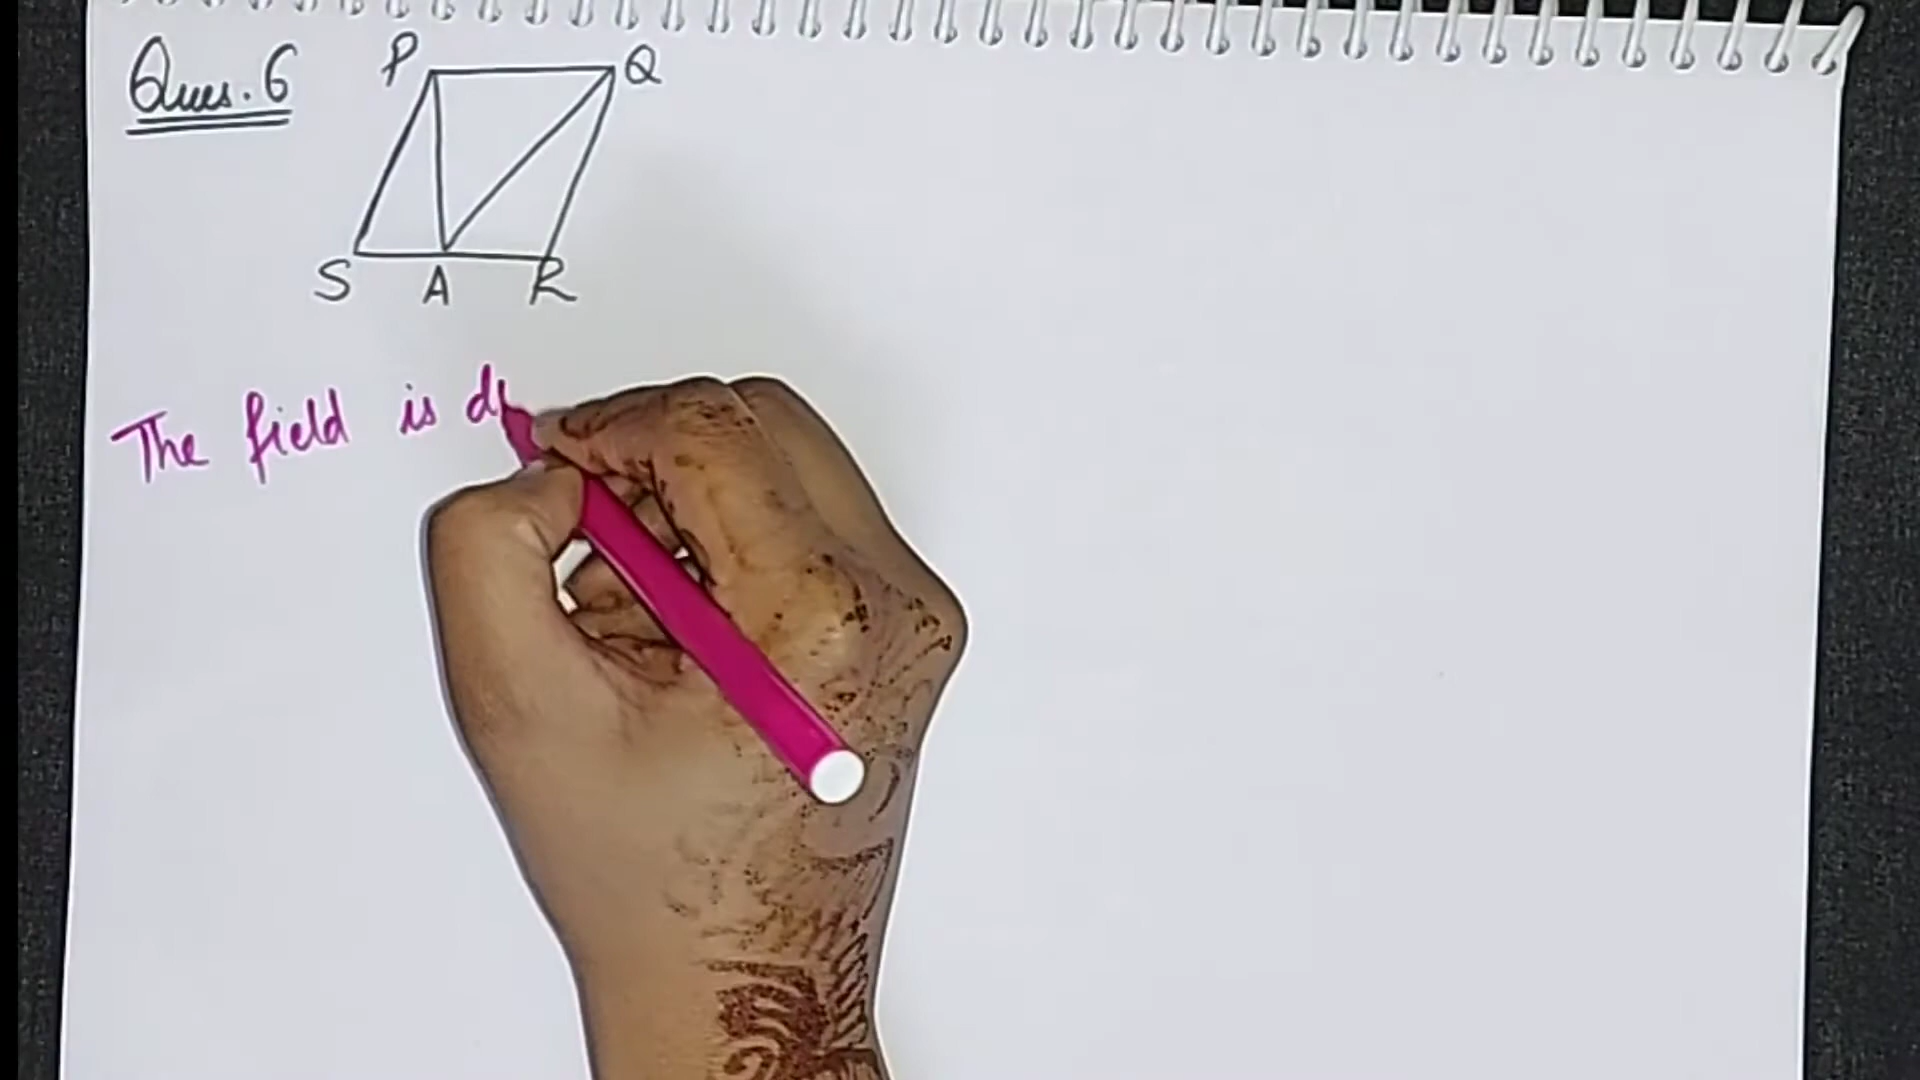 Ques. 6
P Q
S A R
The field is